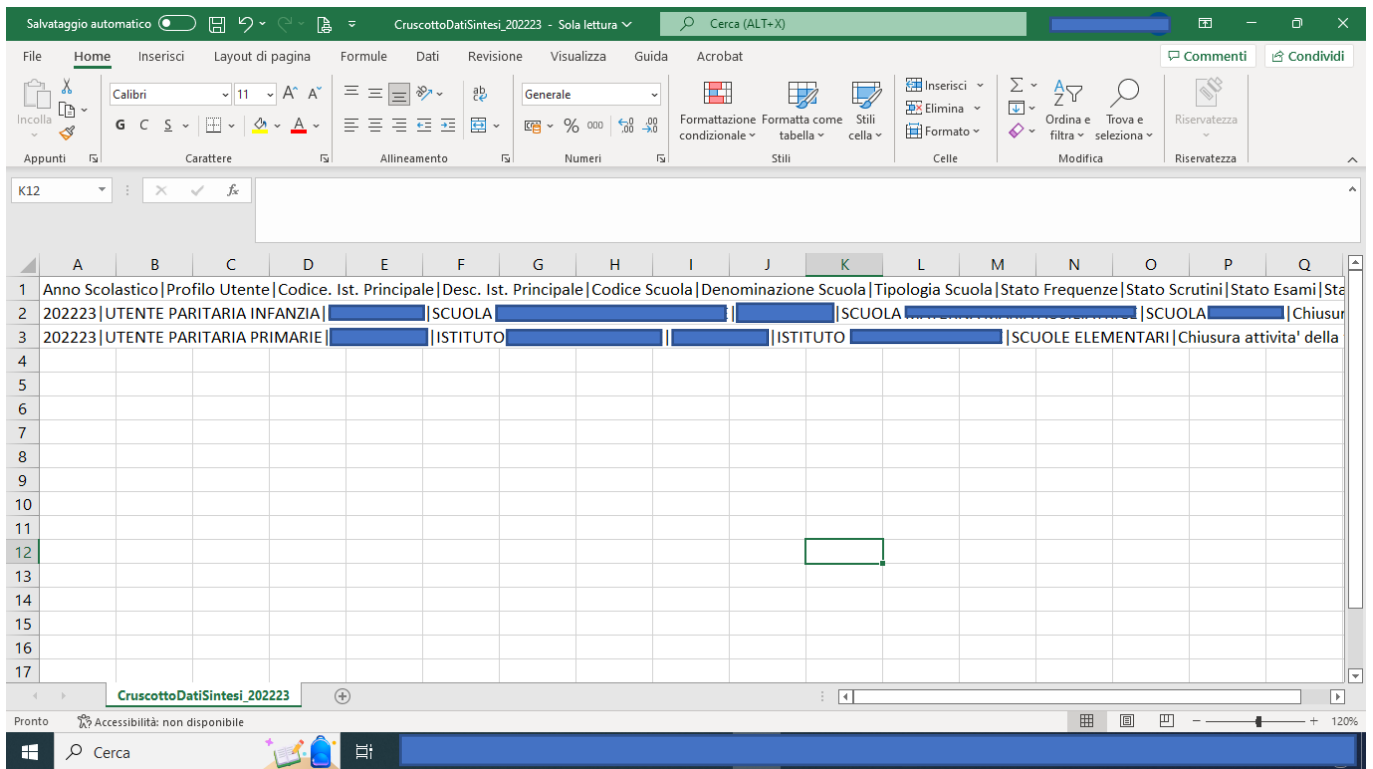 Salvataggio automatico CruscottoDatiSintesi_202223 - Sola lettura Cerca (ALT+X)
File Home Inserisci Layout di pagina Formule Dati Revisione Visualizza Guida Acrobat Commenti Condividi
Incolla
Appunti
Calibri 11
G C S
Carattere
ab
Allineamento
Generale
% 000
Numeri
Formattazione condizionale
Formatta come tabella
Stili cella
Stili
Inserisci
Elimina
Formato
Celle
Ordina e filtra
Trova e seleziona
Modifica
Riservatezza
Riservatezza
K12 fx
A B C D E F G H I J K L M N O P Q
1 Anno Scolastico|Profilo Utente|Codice. Ist. Principale|Desc. Ist. Principale|Codice Scuola|Denominazione Scuola|Tipologia Scuola|Stato Frequenze|Stato Scrutini|Stato Esami|Sta
2 202223|UTENTE PARITARIA INFANZIA| |SCUOLA | |SCUOLA |SCUOLA |Chiusur
3 202223|UTENTE PARITARIA PRIMARIE| |ISTITUTO | |ISTITUTO |SCUOLE ELEMENTARI|Chiusura attivita' della
4
5
6
7
8
9
10
11
12
13
14
15
16
17
CruscottoDatiSintesi_202223
Pronto Accessibilità: non disponibile 120%
Cerca